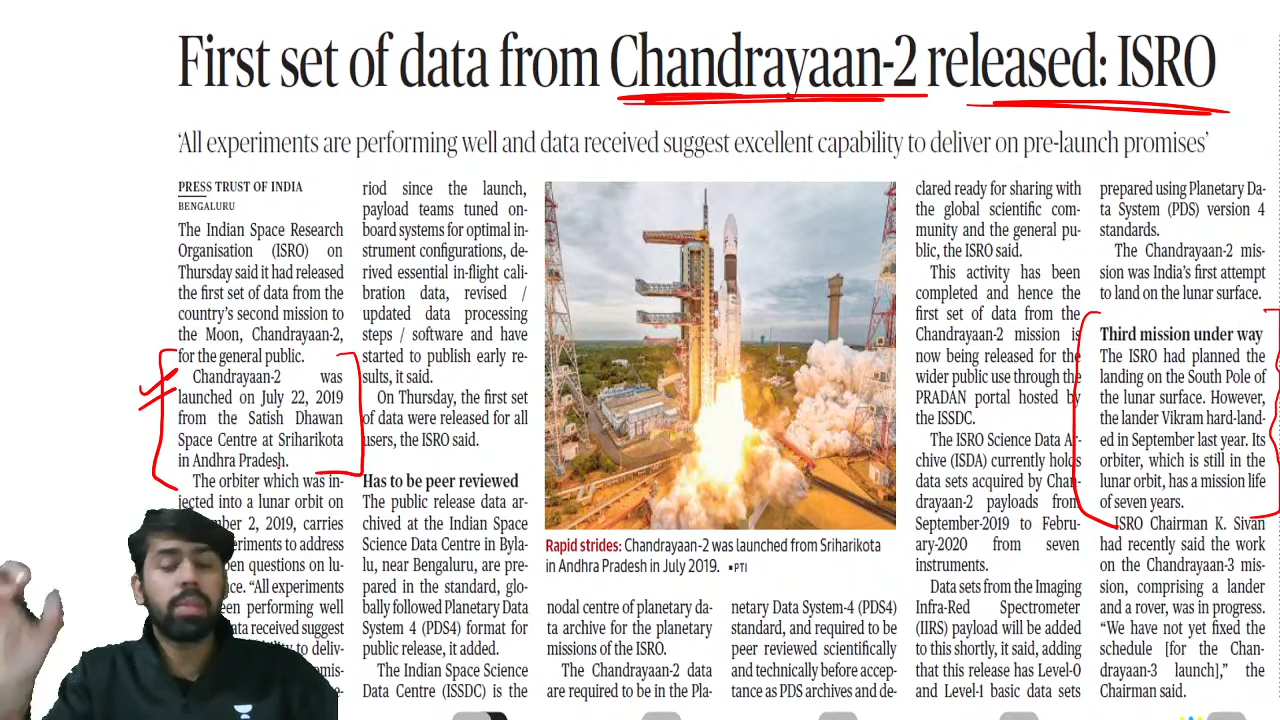 First set of data from Chandrayaan-2 released: ISRO
‘All experiments are performing well and data received suggest excellent capability to deliver on pre-launch promises’
PRESS TRUST OF INDIA
BENGALURU
The Indian Space Research
Organisation (ISRO) on
Thursday said it had released
the first set of data from the
country’s second mission to
the Moon, Chandrayaan-2,
for the general public.
Chandrayaan-2 was
launched on July 22, 2019
from the Satish Dhawan
Space Centre at Sriharikota
in Andhra Pradesh.
The orbiter which was in-
jected into a lunar orbit on
2, 2019, carries
to address
questions on lu-
“All experiments
performing well
received suggest
to deliv-
riod since the launch,
payload teams tuned on-
board systems for optimal in-
strument configurations, de-
rived essential in-flight cali-
bration data, revised /
updated data processing
steps / software and have
started to publish early re-
sults, it said.
On Thursday, the first set
of data were released for all
users, the ISRO said.
Has to be peer reviewed
The public release data ar-
chived at the Indian Space
Science Data Centre in Byla-
lu, near Bengaluru, are pre-
pared in the standard, glo-
bally followed Planetary Data
System 4 (PDS4) format for
public release, it added.
The Indian Space Science
Data Centre (ISSDC) is the
Rapid strides: Chandrayaan-2 was launched from Sriharikota
in Andhra Pradesh in July 2019. ▪PTI
nodal centre of planetary da-
ta archive for the planetary
missions of the ISRO.
The Chandrayaan-2 data
are required to be in the Pla-
netary Data System-4 (PDS4)
standard, and required to be
peer reviewed scientifically
and technically before accep-
tance as PDS archives and de-
clared ready for sharing with
the global scientific com-
munity and the general pu-
blic, the ISRO said.
This activity has been
completed and hence the
first set of data from the
Chandrayaan-2 mission is
now being released for the
wider public use through the
PRADAN portal hosted by
the ISSDC.
The ISRO Science Data Ar-
chive (ISDA) currently holds
data sets acquired by Chan-
drayaan-2 payloads from
September-2019 to Febru-
ary-2020 from seven
instruments.
Data sets from the Imaging
Infra-Red Spectrometer
(IIRS) payload will be added
to this shortly, it said, adding
that this release has Level-0
and Level-1 basic data sets
prepared using Planetary Da-
ta System (PDS) version 4
standards.
The Chandrayaan-2 mis-
sion was India’s first attempt
to land on the lunar surface.
Third mission under way
The ISRO had planned the
landing on the South Pole of
the lunar surface. However,
the lander Vikram hard-land-
ed in September last year. Its
orbiter, which is still in the
lunar orbit, has a mission life
of seven years.
ISRO Chairman K. Sivan
had recently said the work
on the Chandrayaan-3 mis-
sion, comprising a lander
and a rover, was in progress.
“We have not yet fixed the
schedule [for the Chan-
drayaan-3 launch],” the
Chairman said.